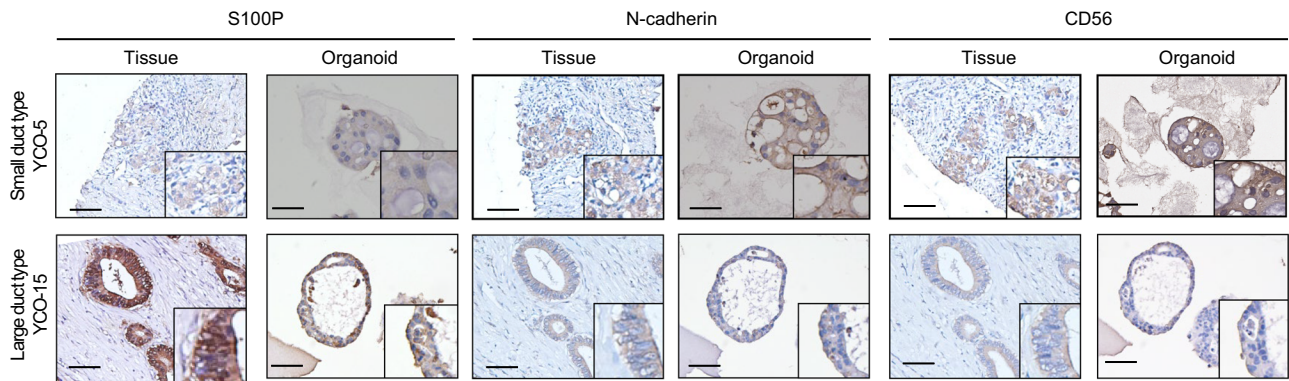 S100P N-cadherin CD56
Tissue Organoid Tissue Organoid Tissue Organoid
Small duct type
YCO-5
Large duct type
YCO-15